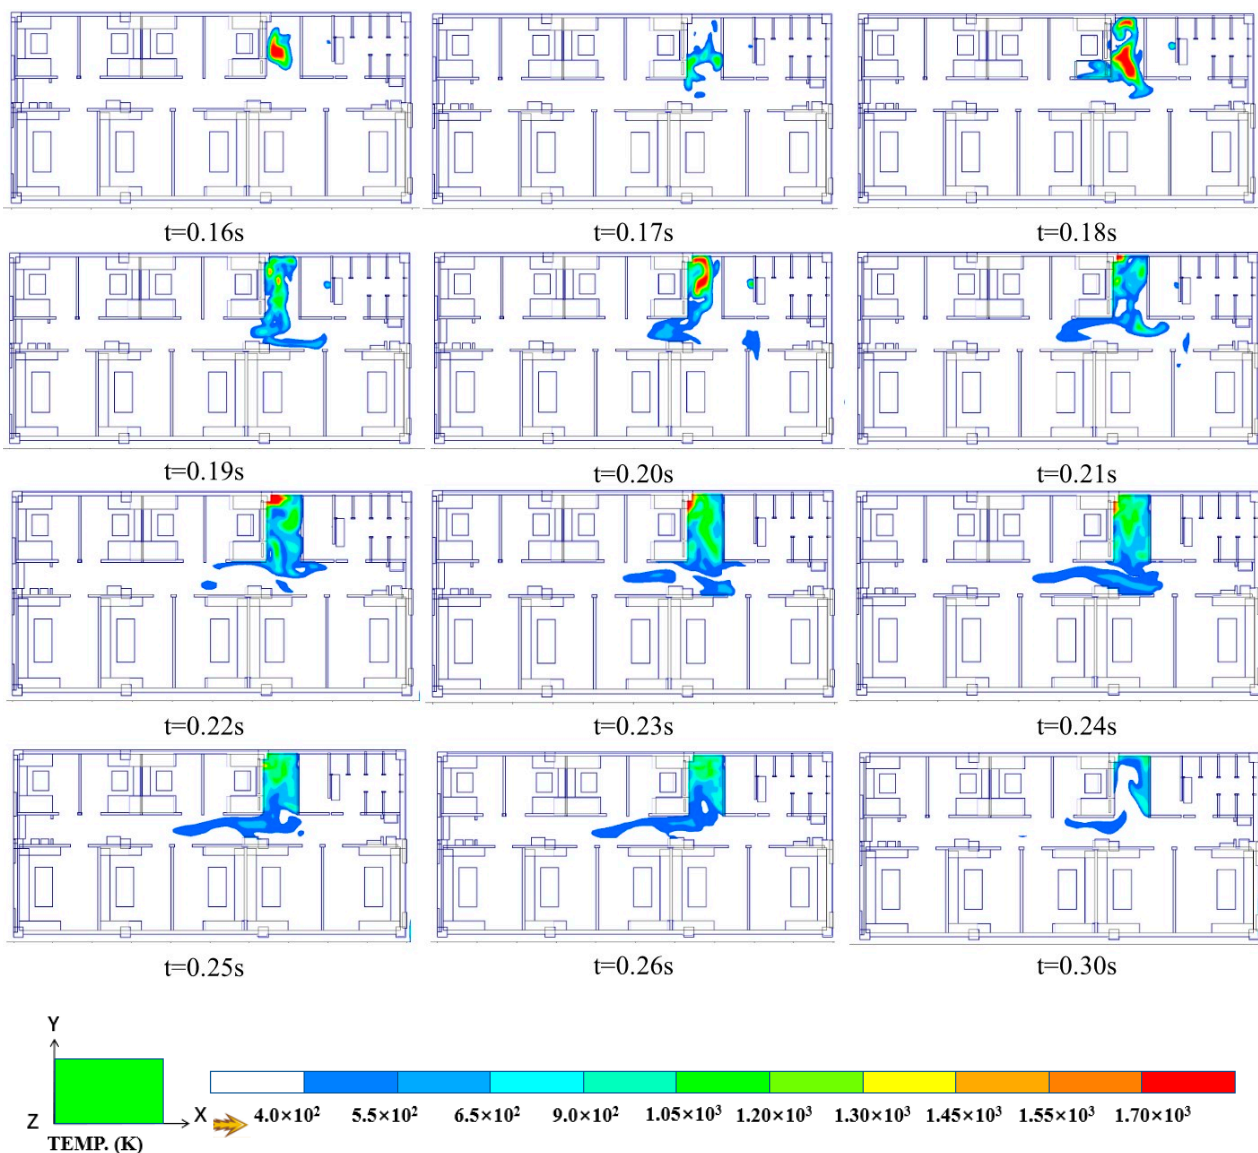 t=0.16s t=0.17s t=0.18s
t=0.19s t=0.20s t=0.21s
t=0.22s t=0.23s t=0.24s
t=0.25s t=0.26s t=0.30s
Y
Z X
TEMP. (K)
4.0×10² 5.5×10² 6.5×10² 9.0×10² 1.05×10³ 1.20×10³ 1.30×10³ 1.45×10³ 1.55×10³ 1.70×10³